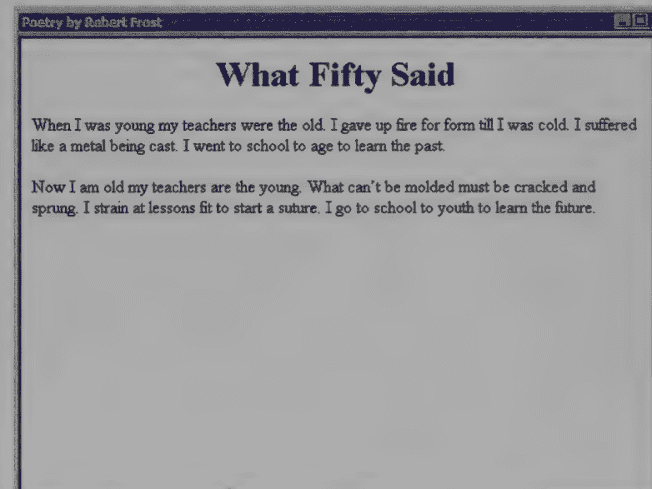 Poetry by Robert Frost
What Fifty Said
When I was young my teachers were the old. I gave up fire for form till I was cold. I suffered
like a metal being cast. I went to school to age to learn the past.
Now I am old my teachers are the young. What can't be molded must be cracked and
sprung. I strain at lessons fit to start a suture. I go to school to youth to learn the future.